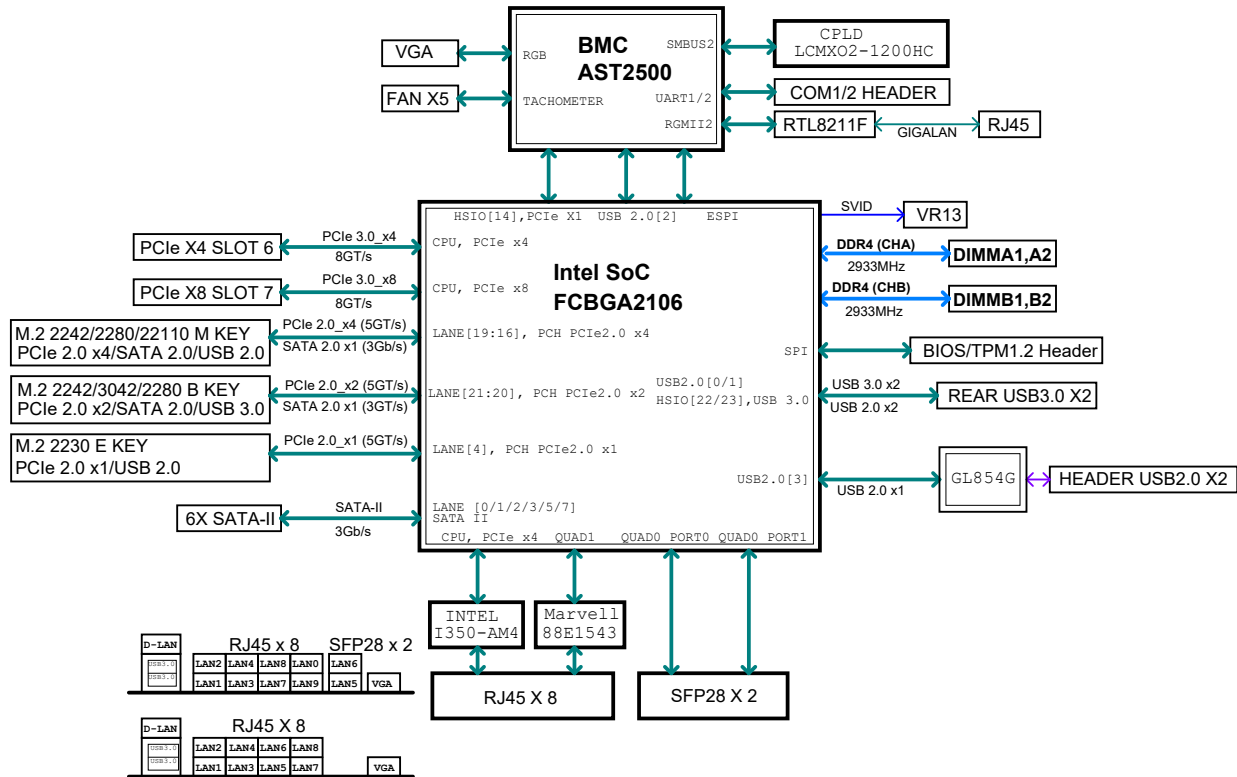 BMC
AST2500
RGB
TACHOMETER
SMBUS2
UART1/2
RGMII2
VGA
FAN X5
CPLD
LCMXO2-1200HC
COM1/2 HEADER
RTL8211F
GIGALAN
RJ45
HSIO[14],PCIe X1 USB 2.0[2] ESPI
Intel SoC
FCBGA2106
CPU, PCIe x4
CPU, PCIe x8
LANE[19:16], PCH PCIe2.0 x4
LANE[21:20], PCH PCIe2.0 x2
LANE[4], PCH PCIe2.0 x1
LANE [0/1/2/3/5/7]
SATA II
SPI
USB2.0[0/1]
HSIO[22/23],USB 3.0
USB2.0[3]
CPU, PCIe x4 QUAD1 QUAD0 PORT0 QUAD0 PORT1
PCIe X4 SLOT 6
PCIe 3.0_x4
8GT/s
PCIe X8 SLOT 7
PCIe 3.0_x8
8GT/s
M.2 2242/2280/22110 M KEY
PCIe 2.0 x4/SATA 2.0/USB 2.0
PCIe 2.0_x4 (5GT/s)
SATA 2.0 x1 (3Gb/s)
M.2 2242/3042/2280 B KEY
PCIe 2.0 x2/SATA 2.0/USB 3.0
PCIe 2.0_x2 (5GT/s)
SATA 2.0 x1 (3GT/s)
M.2 2230 E KEY
PCIe 2.0 x1/USB 2.0
PCIe 2.0_x1 (5GT/s)
6X SATA-II
SATA-II
3Gb/s
SVID
VR13
DDR4 (CHA)
2933MHz
DIMMA1,A2
DDR4 (CHB)
2933MHz
DIMMB1,B2
BIOS/TPM1.2 Header
USB 3.0 x2
USB 2.0 x2
REAR USB3.0 X2
USB 2.0 x1
GL854G
HEADER USB2.0 X2
INTEL
I350-AM4
Marvell
88E1543
RJ45 X 8
SFP28 X 2
D-LAN
USB3.0
USB3.0
RJ45 x 8
SFP28 x 2
LAN2 LAN4 LAN8 LAN0 LAN6
LAN1 LAN3 LAN7 LAN9 LAN5 VGA
D-LAN
USB3.0
USB3.0
RJ45 X 8
LAN2 LAN4 LAN6 LAN8
LAN1 LAN3 LAN5 LAN7 VGA